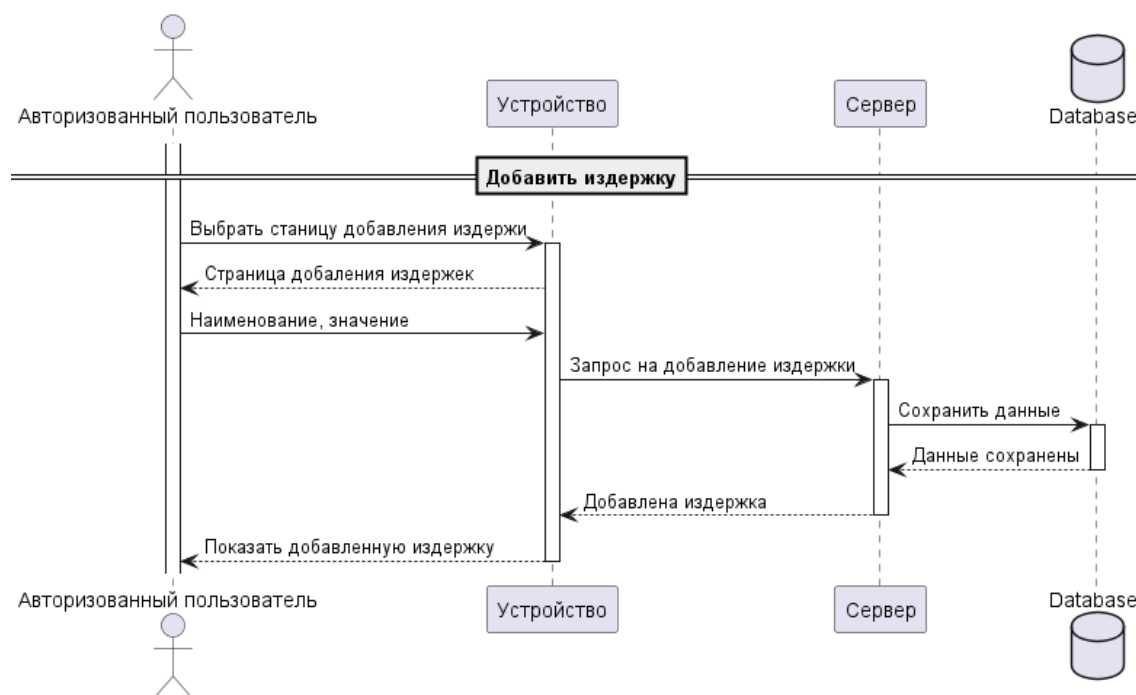 Авторизованный пользователь
Устройство
Сервер
Database
Добавить издержку
Выбрать станицу добавления издержи
Страница добаления издержек
Наименование, значение
Запрос на добавление издержки
Сохранить данные
Данные сохранены
Добавлена издержка
Показать добавленную издержку
Авторизованный пользователь
Устройство
Сервер
Database